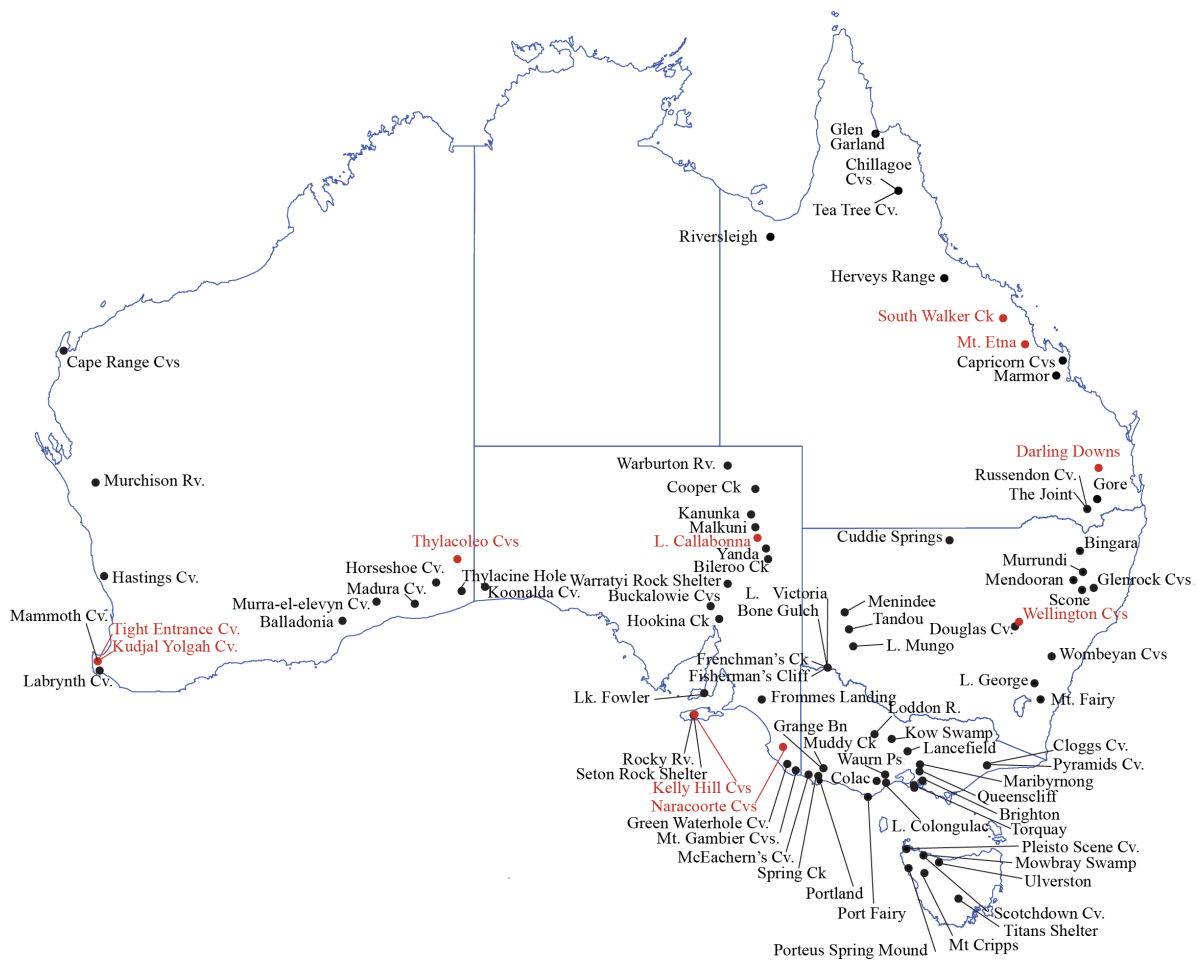 Glen
Garland
Chillagoe
Cvs
Tea Tree Cv.
Riversleigh
Herveys Range
South Walker Ck
Mt. Etna
Capricorn Cvs
Marmor
Cape Range Cvs
Darling Downs
Russendon Cv.
Gore
The Joint
Warburton Rv.
Cooper Ck
Murchison Rv.
Kanunka
Malkuni
L. Callabonna
Yanda
Bileroo Ck
Cuddie Springs
Bingara
Murrundi
Mendooran
Glenrock Cvs
Scone
Thylacoleo Cvs
Horseshoe Cv.
Thylacine Hole
Madura Cv.
Koonalda Cv.
Warratyi Rock Shelter
Buckalowie Cvs
Hookina Ck
Hastings Cv.
Murra-el-elevyn Cv.
Balladonia
Mammoth Cv.
Tight Entrance Cv.
Kudjal Yolgah Cv.
Labrynth Cv.
L. Victoria
Bone Gulch
Menindee
Tandou
L. Mungo
Wellington Cvs
Douglas Cv.
Wombeyan Cvs
Frenchman's Ck
Fisherman's Cliff
L. George
Mt. Fairy
Lk. Fowler
Frommes Landing
Loddon R.
Grange Bn
Kow Swamp
Muddy Ck
Lancefield
Cloggs Cv.
Pyramids Cv.
Waurn Ps
Colac
Maribyrnong
Queenscliff
Brighton
Torquay
Rocky Rv.
Seton Rock Shelter
Kelly Hill Cvs
Naracoorte Cvs
Green Waterhole Cv.
Mt. Gambier Cvs.
McEachern's Cv.
Spring Ck
Portland
Port Fairy
L. Colongulac
Pleisto Scene Cv.
Mowbray Swamp
Ulverston
Scotchdown Cv.
Titans Shelter
Mt Cripps
Porteus Spring Mound